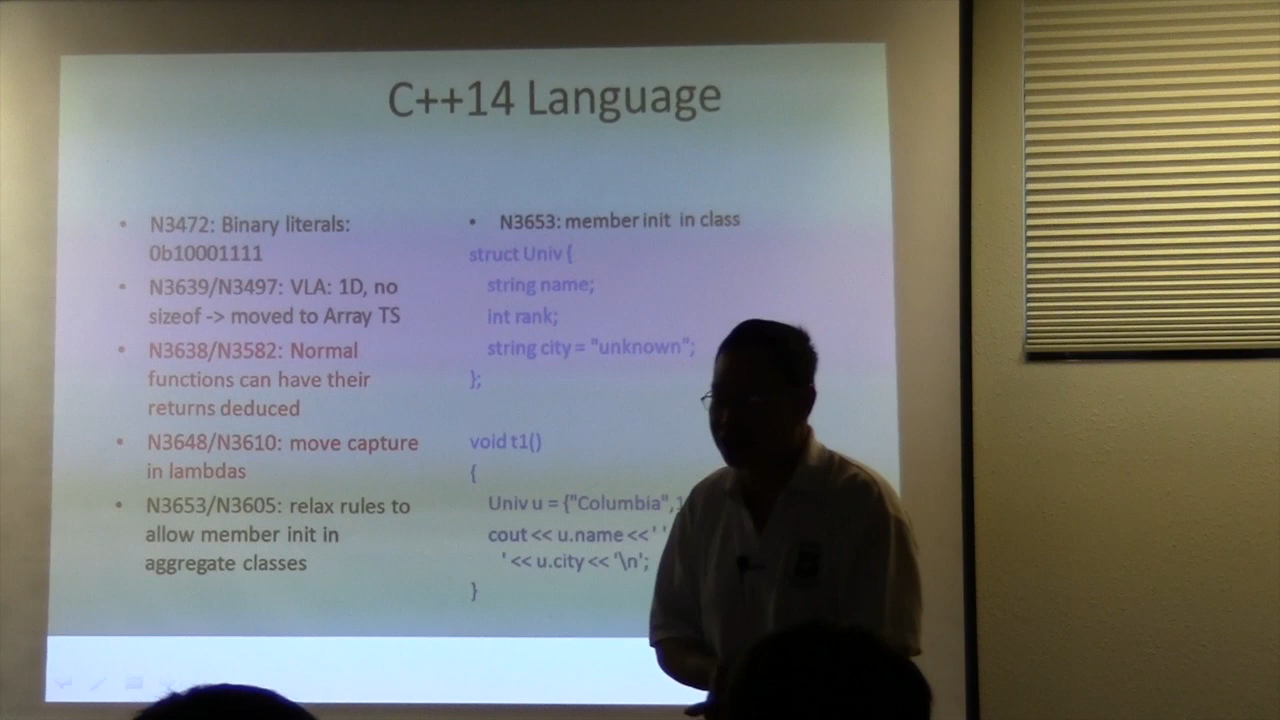 C++14 Language
• N3472: Binary literals:
0b10001111
• N3639/N3497: VLA: 1D, no
sizeof -> moved to Array TS
• N3638/N3582: Normal
functions can have their
returns deduced
• N3648/N3610: move capture
in lambdas
• N3653/N3605: relax rules to
allow member init in
aggregate classes
• N3653: member init in class
struct Univ {
string name;
int rank;
string city = "unknown";
};
void t1()
{
Univ u = {"Columbia",
cout << u.name << ' '
' << u.city << '\n';
}